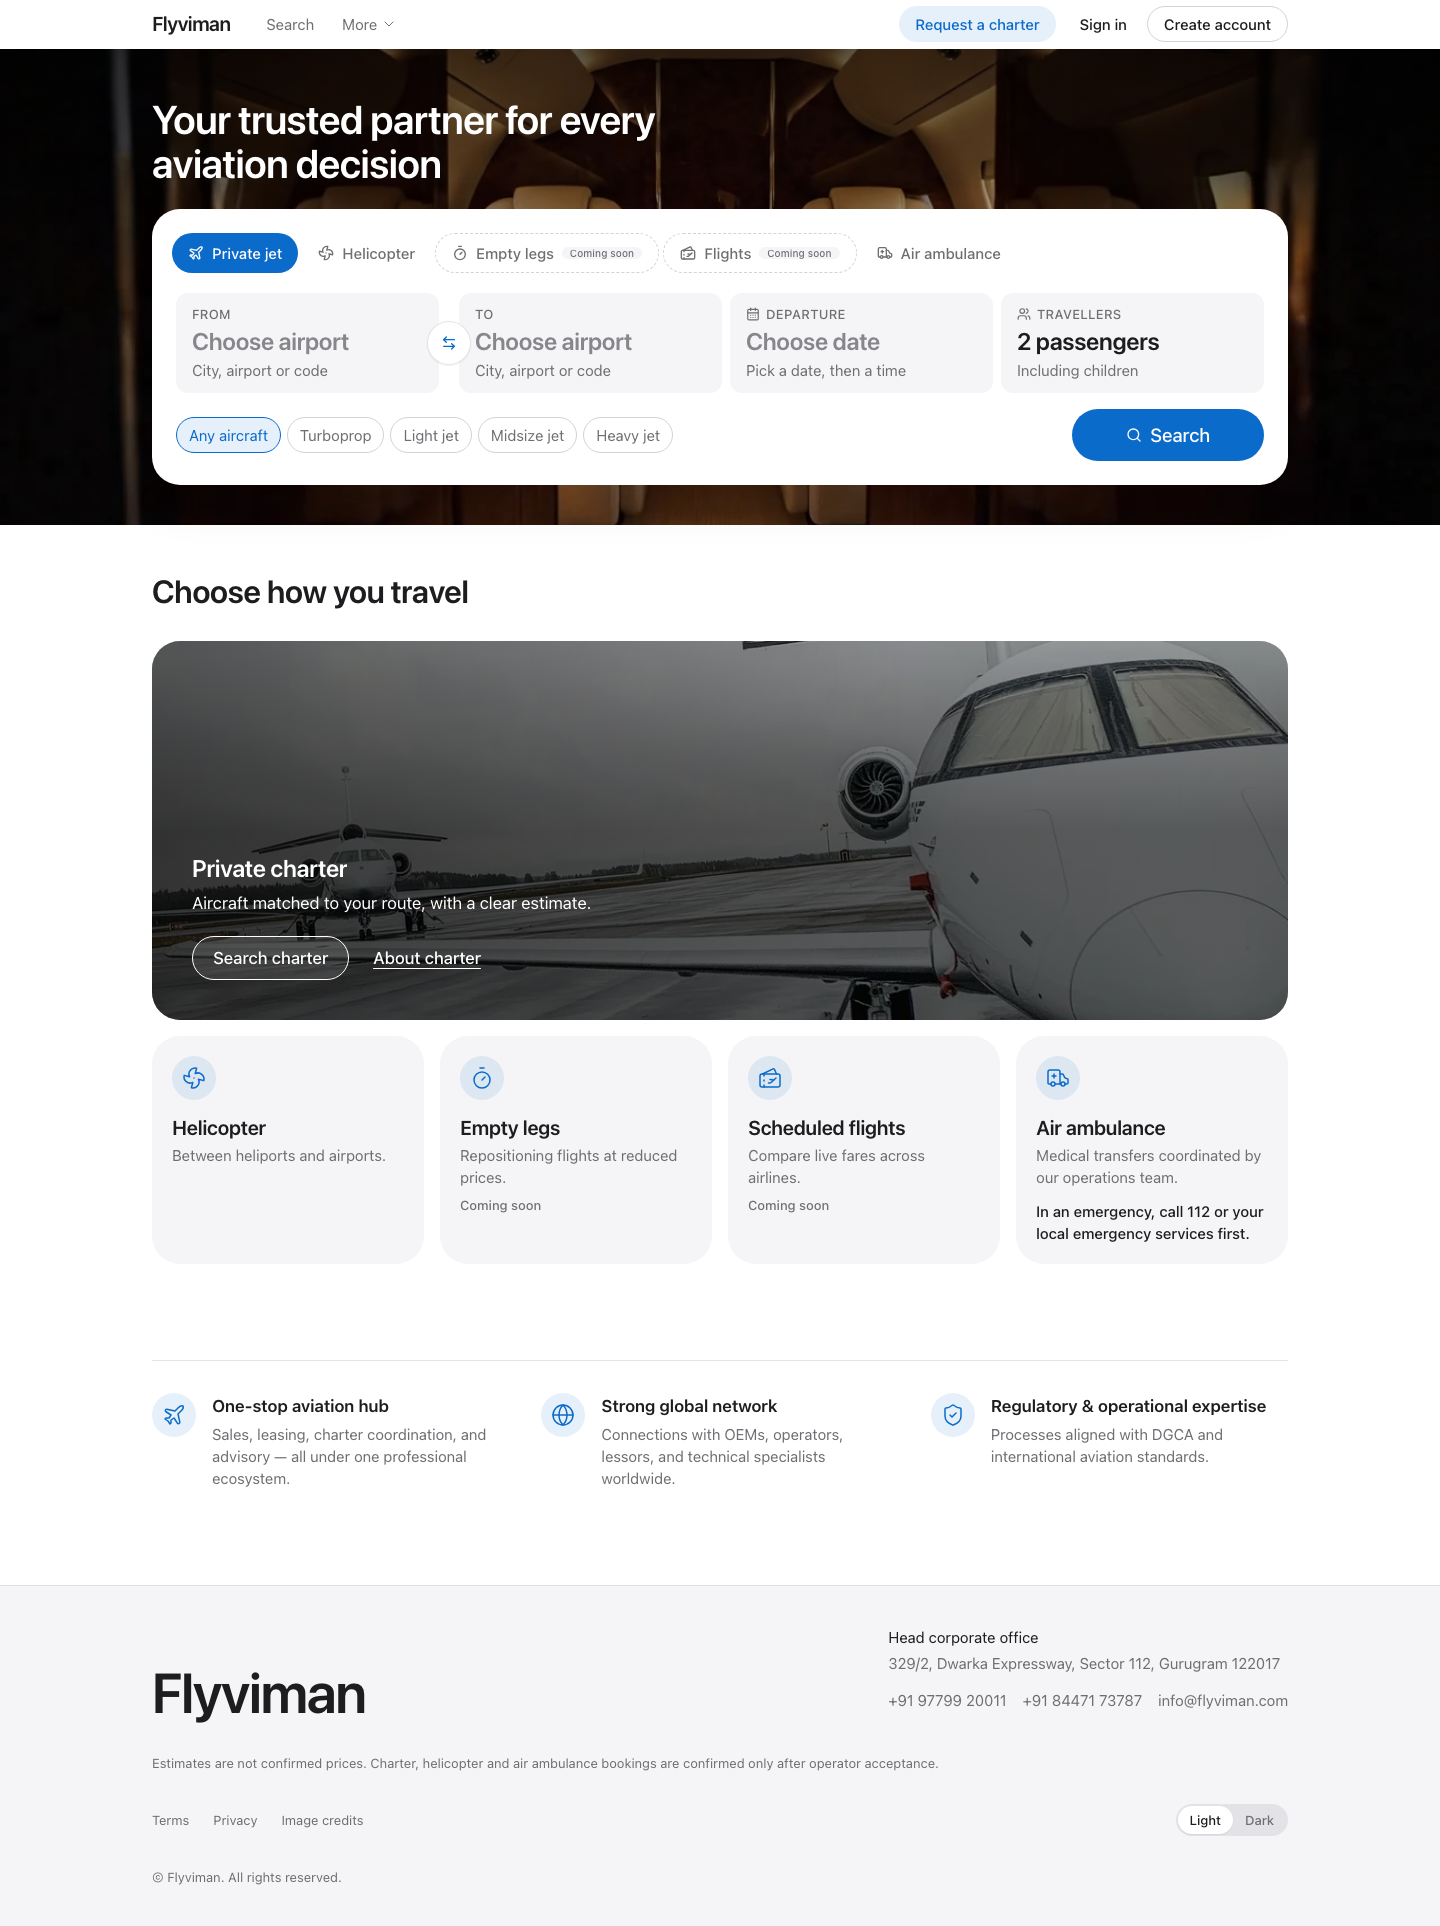 Flyviman
Search
More
Request a charter
Sign in
Create account
Your trusted partner for every
aviation decision
Private jet
Helicopter
Empty legs Coming soon
Flights Coming soon
Air ambulance
FROM
Choose airport
City, airport or code
TO
Choose airport
City, airport or code
DEPARTURE
Choose date
Pick a date, then a time
TRAVELLERS
2 passengers
Including children
Any aircraft
Turboprop
Light jet
Midsize jet
Heavy jet
Search
Choose how you travel
Private charter
Aircraft matched to your route, with a clear estimate.
Search charter
About charter
Helicopter
Between heliports and airports.
Empty legs
Repositioning flights at reduced
prices.
Coming soon
Scheduled flights
Compare live fares across
airlines.
Coming soon
Air ambulance
Medical transfers coordinated by
our operations team.
In an emergency, call 112 or your
local emergency services first.
One-stop aviation hub
Sales, leasing, charter coordination, and
advisory — all under one professional
ecosystem.
Strong global network
Connections with OEMs, operators,
lessors, and technical specialists
worldwide.
Regulatory & operational expertise
Processes aligned with DGCA and
international aviation standards.
Flyviman
Head corporate office
329/2, Dwarka Expressway, Sector 112, Gurugram 122017
+91 97799 20011 +91 84471 73787 info@flyviman.com
Estimates are not confirmed prices. Charter, helicopter and air ambulance bookings are confirmed only after operator acceptance.
Terms
Privacy
Image credits
Light
Dark
© Flyviman. All rights reserved.